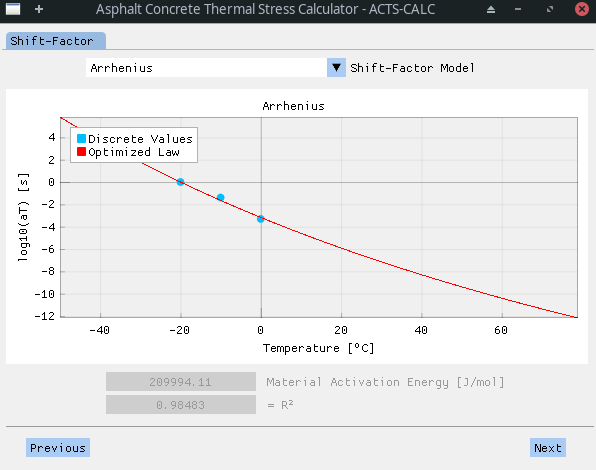 Asphalt Concrete Thermal Stress Calculator - ACTS-CALC
Shift-Factor
Arrhenius Shift-Factor Model
Arrhenius
Discrete Values
Optimized Law
log10(aT) [s]
4
2
0
-2
-4
-6
-8
-10
-12
-40 -20 0 20 40 60
Temperature [ºC]
209994.11 Material Activation Energy [J/mol]
0.98483 = R²
Previous Next